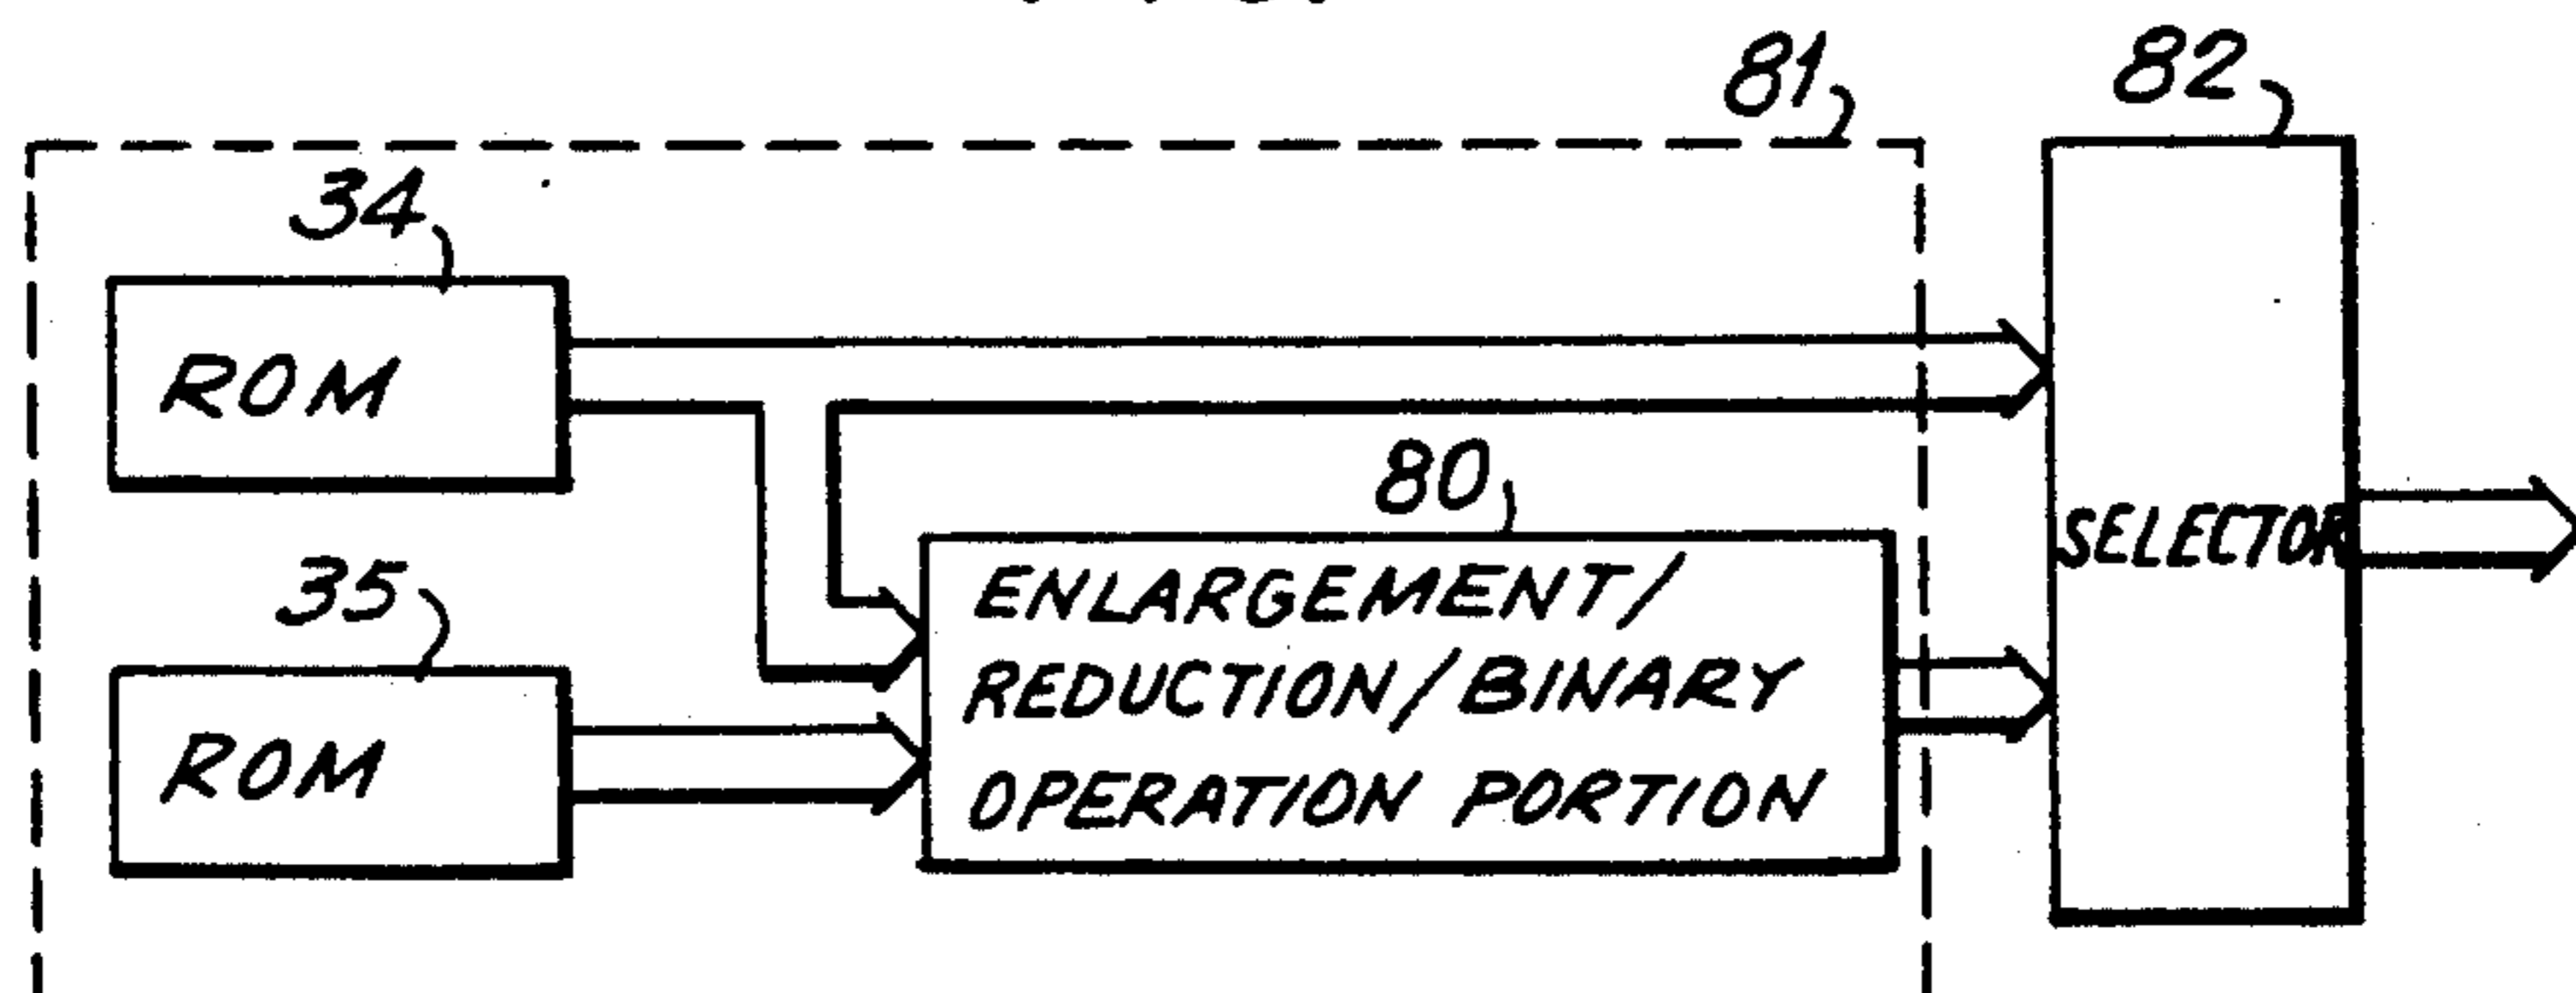 81
82
34
ROM
80
SELECTOR
35
ENLARGEMENT/
REDUCTION/BINARY
OPERATION PORTION
ROM